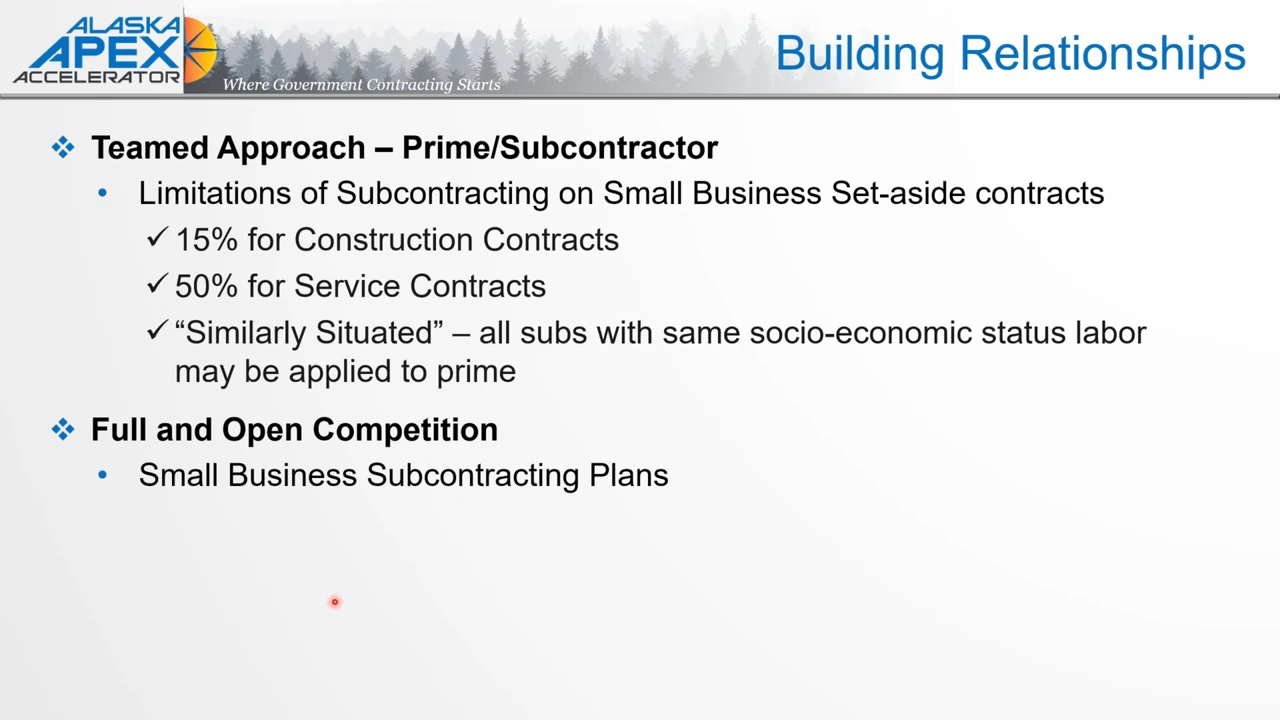 ALASKA
APEX
ACCELERATOR
Where Government Contracting Starts
Building Relationships
Teamed Approach – Prime/Subcontractor
Limitations of Subcontracting on Small Business Set-aside contracts
15% for Construction Contracts
50% for Service Contracts
“Similarly Situated” – all subs with same socio-economic status labor
may be applied to prime
Full and Open Competition
Small Business Subcontracting Plans